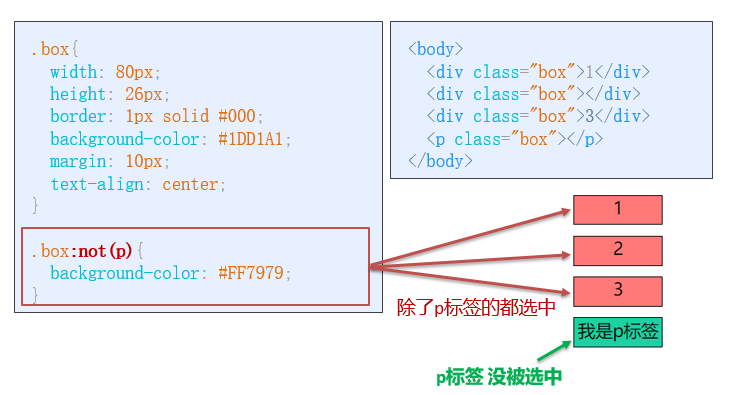 .box{
width: 80px;
height: 26px;
border: 1px solid #000;
background-color: #1DD1A1;
margin: 10px;
text-align: center;
}
.box:not(p){
background-color: #FF7979;
}
<body>
<div class="box">1</div>
<div class="box"></div>
<div class="box">3</div>
<p class="box"></p>
</body>
1
2
3
我是p标签
除了p标签的都选中
p标签 没被选中